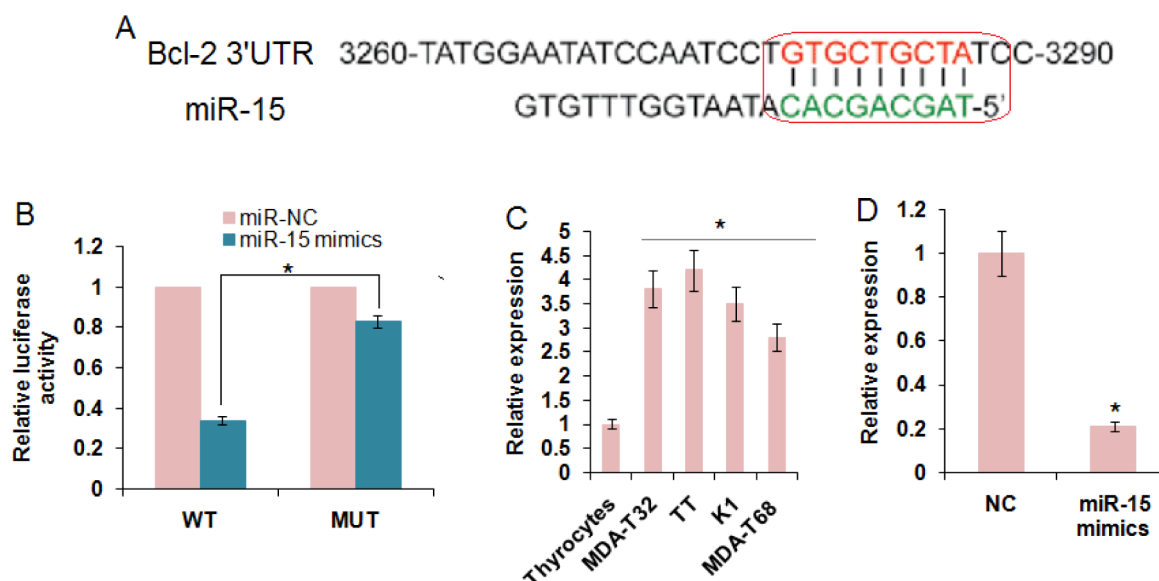 A
Bcl-2 3'UTR 3260-TATGGAATATCCAATCCTGTGCTGCTATCC-3290
miR-15 GTGTTTGGTAATACACGACGAT-5'
B
miR-NC
miR-15 mimics
Relative luciferase
activity
1.2
1
0.8
0.6
0.4
0.2
0
*
WT MUT
C
Relative expression
5
4.5
4
3.5
3
2.5
2
1.5
1
0.5
0
*
Thyrocytes
MDA-T32
TT
K1
MDA-T68
D
Relative expression
1.2
1
0.8
0.6
0.4
0.2
0
*
NC miR-15
mimics